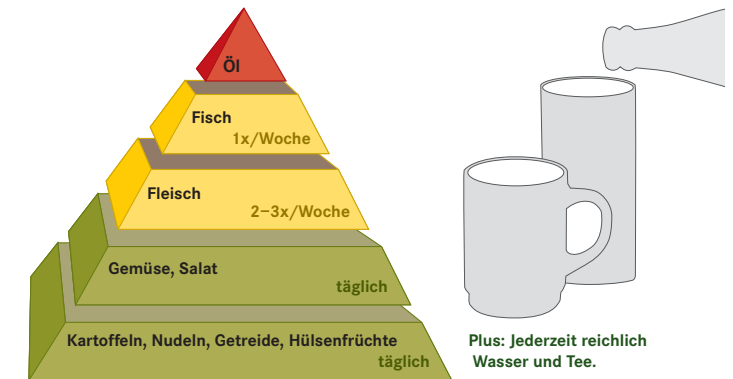 Öl
Fisch
1x/Woche
Fleisch
2–3x/Woche
Gemüse, Salat
täglich
Kartoffeln, Nudeln, Getreide, Hülsenfrüchte
täglich
Plus: Jederzeit reichlich
Wasser und Tee.